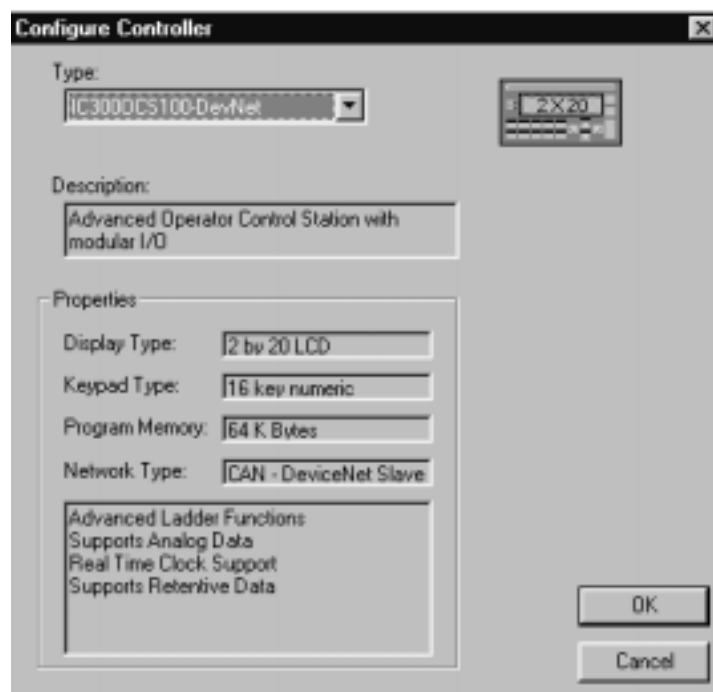 Configure Controller
Type:
IC300OCS100-DevNet
2X20
Description:
Advanced Operator Control Station with
modular I/O
Properties
Display Type: 2 by 20 LCD
Keypad Type: 16 key numeric
Program Memory: 64 K Bytes
Network Type: CAN - DeviceNet Slave
Advanced Ladder Functions
Supports Analog Data
Real Time Clock Support
Supports Retentive Data
OK
Cancel